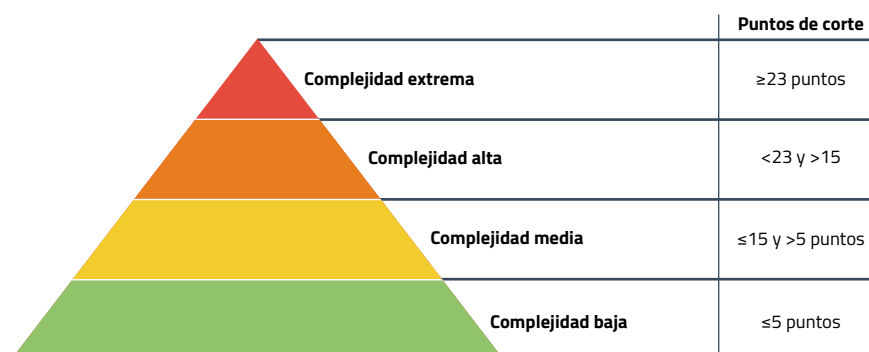 Puntos de corte
Complejidad extrema ≥23 puntos
Complejidad alta <23 y >15
Complejidad media ≤15 y >5 puntos
Complejidad baja ≤5 puntos